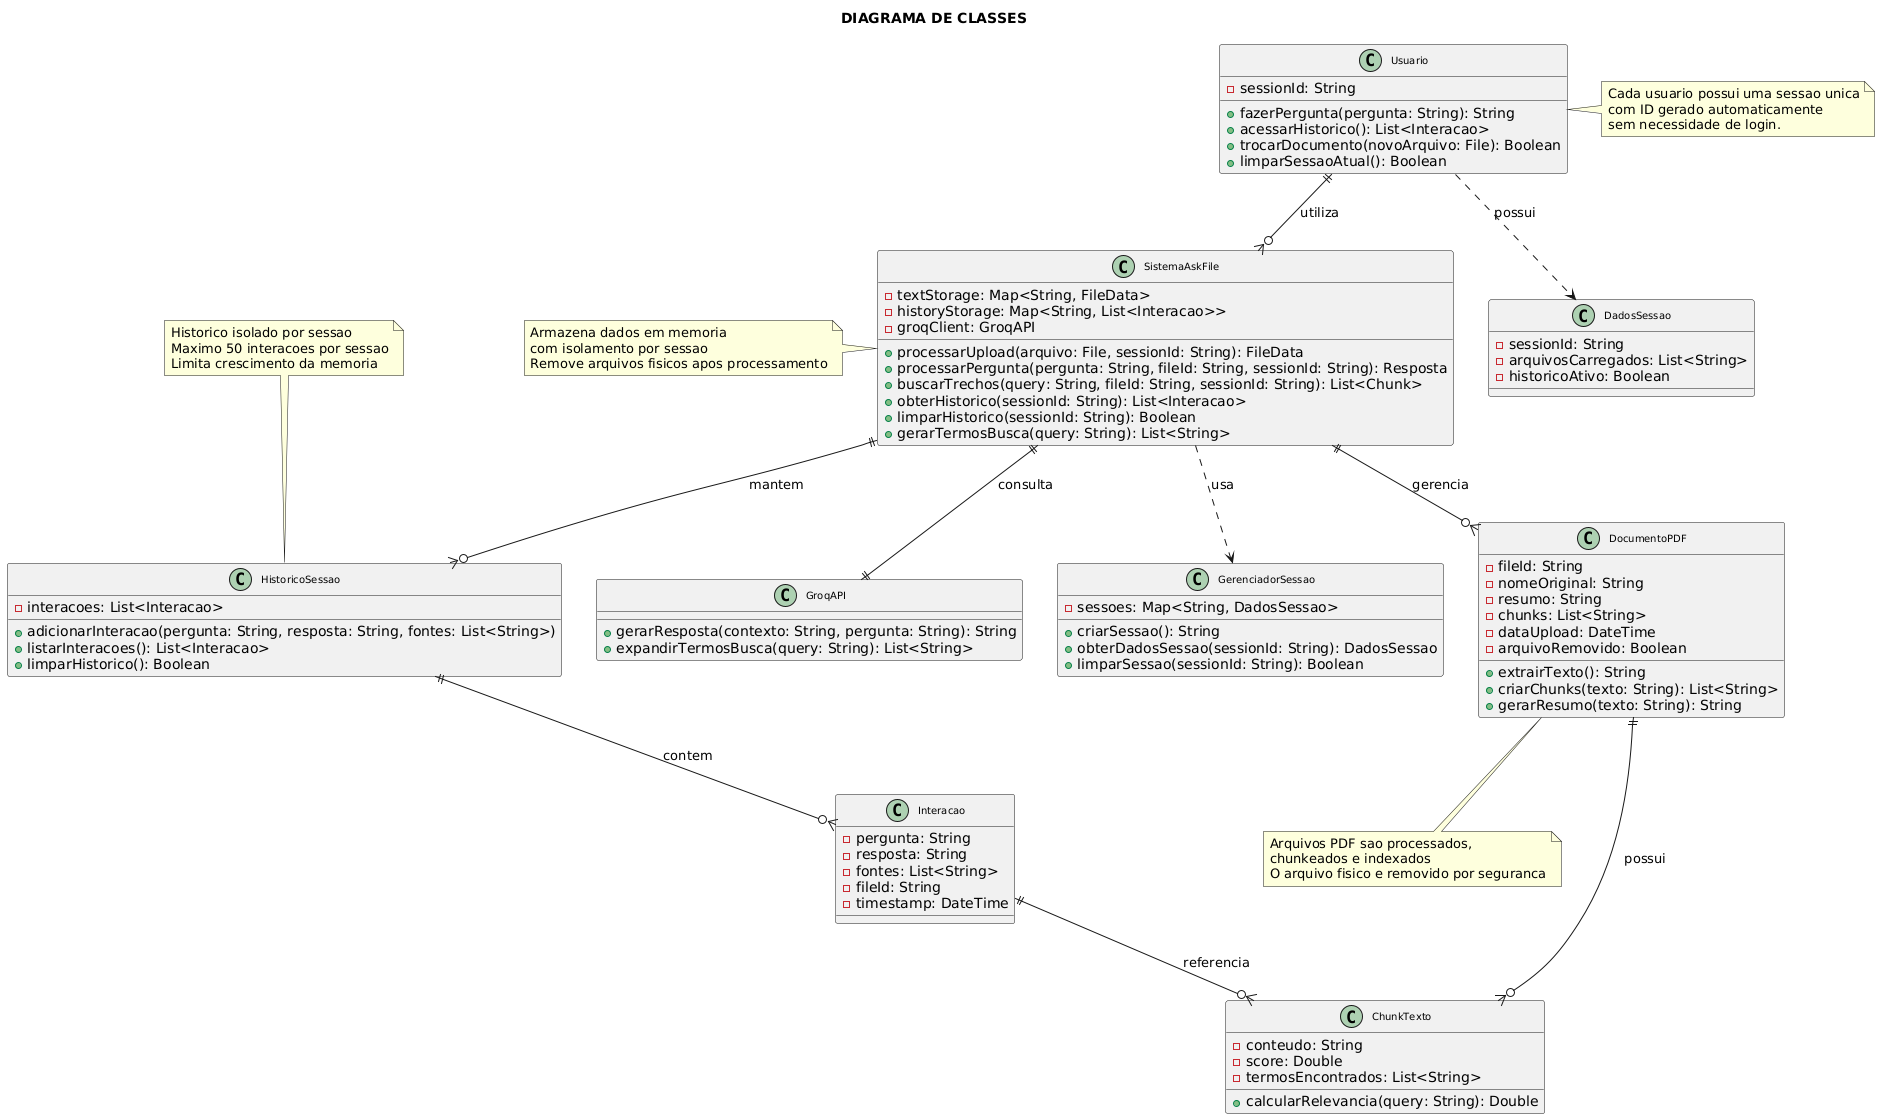 DIAGRAMA DE CLASSES
Usuario
sessionId: String
fazerPergunta(pergunta: String): String
acessarHistorico(): List<Interacao>
trocarDocumento(novoArquivo: File): Boolean
limparSessaoAtual(): Boolean
Cada usuario possui uma sessao unica
com ID gerado automaticamente
sem necessidade de login.
utiliza
possui
SistemaAskFile
textStorage: Map<String, FileData>
historyStorage: Map<String, List<Interacao>>
groqClient: GroqAPI
processarUpload(arquivo: File, sessionId: String): FileData
processarPergunta(pergunta: String, fileId: String, sessionId: String): Resposta
buscarTrechos(query: String, fileId: String, sessionId: String): List<Chunk>
obterHistorico(sessionId: String): List<Interacao>
limparHistorico(sessionId: String): Boolean
gerarTermosBusca(query: String): List<String>
DadosSessao
sessionId: String
arquivosCarregados: List<String>
historicoAtivo: Boolean
Historico isolado por sessao
Maximo 50 interacoes por sessao
Limita crescimento da memoria
Armazena dados em memoria
com isolamento por sessao
Remove arquivos fisicos apos processamento
mantem
consulta
usa
gerencia
HistoricoSessao
interacoes: List<Interacao>
adicionarInteracao(pergunta: String, resposta: String, fontes: List<String>)
listarInteracoes(): List<Interacao>
limparHistorico(): Boolean
GroqAPI
gerarResposta(contexto: String, pergunta: String): String
expandirTermosBusca(query: String): List<String>
GerenciadorSessao
sessoes: Map<String, DadosSessao>
criarSessao(): String
obterDadosSessao(sessionId: String): DadosSessao
limparSessao(sessionId: String): Boolean
DocumentoPDF
fileId: String
nomeOriginal: String
resumo: String
chunks: List<String>
dataUpload: DateTime
arquivoRemovido: Boolean
extrairTexto(): String
criarChunks(texto: String): List<String>
gerarResumo(texto: String): String
contem
Interacao
pergunta: String
resposta: String
fontes: List<String>
fileId: String
timestamp: DateTime
Arquivos PDF sao processados,
chunkeados e indexados
O arquivo físico e removido por seguranca
possui
referencia
ChunkTexto
conteudo: String
score: Double
termosEncontrados: List<String>
calcularRelevancia(query: String): Double